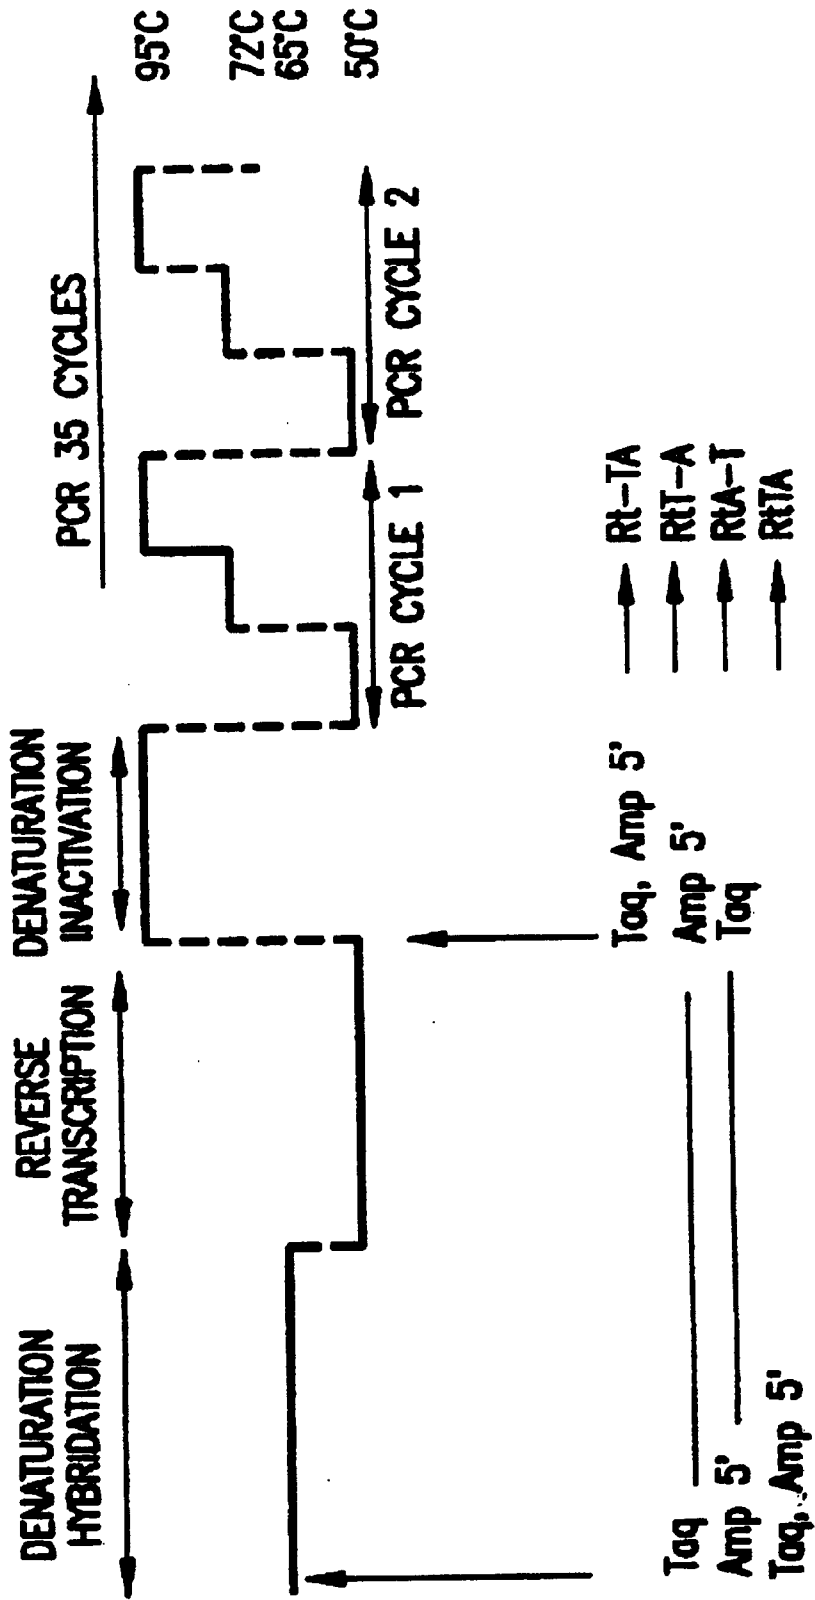 DENATURATION
HYBRIDATION
REVERSE
TRANSCRIPTION
DENATURATION
INACTIVATION
PCR 35 CYCLES
95°C
72°C
65°C
50°C
PCR CYCLE 1
PCR CYCLE 2
Taq, Amp 5' Rt-TA
Taq Amp 5' RtT-A
Amp 5' Taq RtA-T
Taq, Amp 5' RtTA